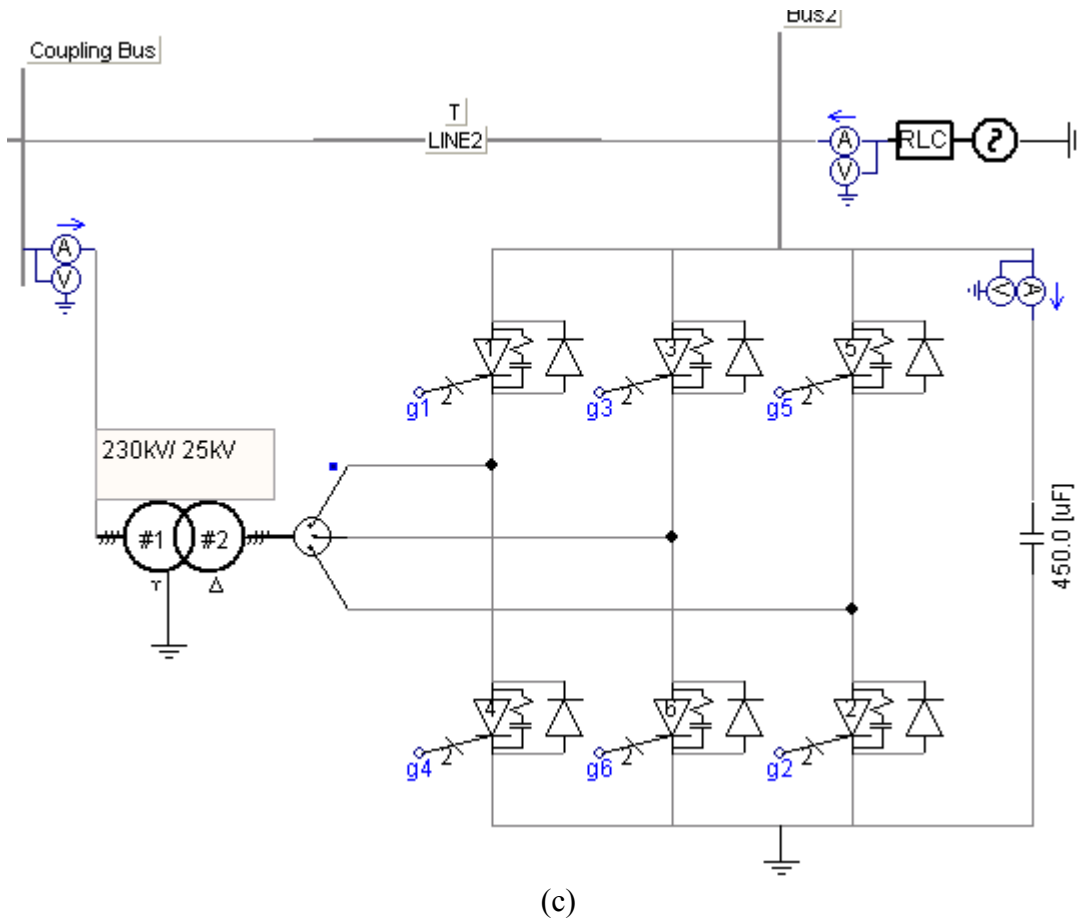 Bus2
Coupling Bus
T
LINE2
A
V
RLC
A
V
V
A
1
3
5
g1
2
g3
2
g5
2
230kV/ 25kV
#1
#2
Y
Δ
450.0 [uF]
4
6
2
g4
2
g6
2
g2
2
(c)